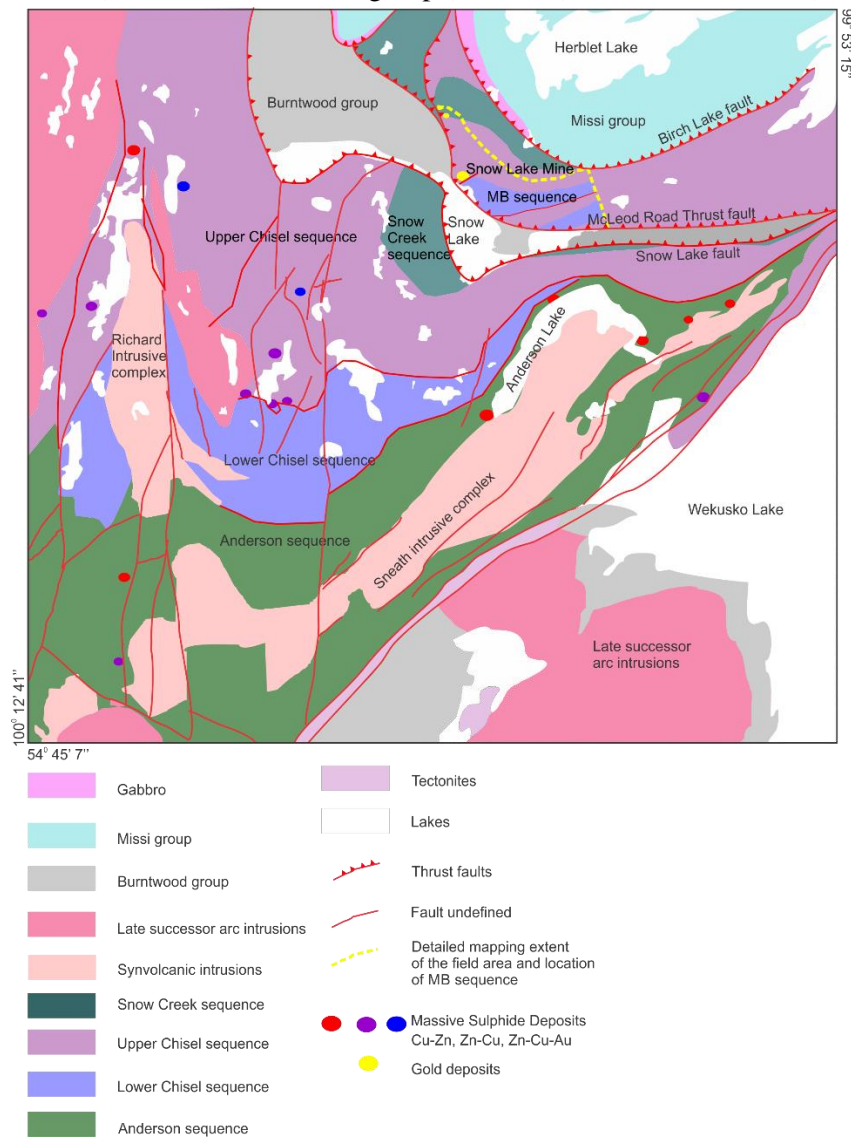 Herblet Lake
99° 53' 15''
Burntwood group
Missi group
Birch Lake fault
Snow Lake Mine
MB sequence
Snow
Creek
sequence
Snow
Lake
McLeod Road Thrust fault
Upper Chisel sequence
Snow Lake fault
Richard
Intrusive
complex
Anderson Lake
Lower Chisel sequence
Wekusko Lake
Anderson sequence
Sneath intrusive complex
Late successor
arc intrusions
100° 12' 41''
54° 45' 7''
Gabbro
Missi group
Burntwood group
Late successor arc intrusions
Synvolcanic intrusions
Snow Creek sequence
Upper Chisel sequence
Lower Chisel sequence
Anderson sequence
Tectonites
Lakes
Thrust faults
Fault undefined
Detailed mapping extent
of the field area and location
of MB sequence
Massive Sulphide Deposits
Cu-Zn, Zn-Cu, Zn-Cu-Au
Gold deposits